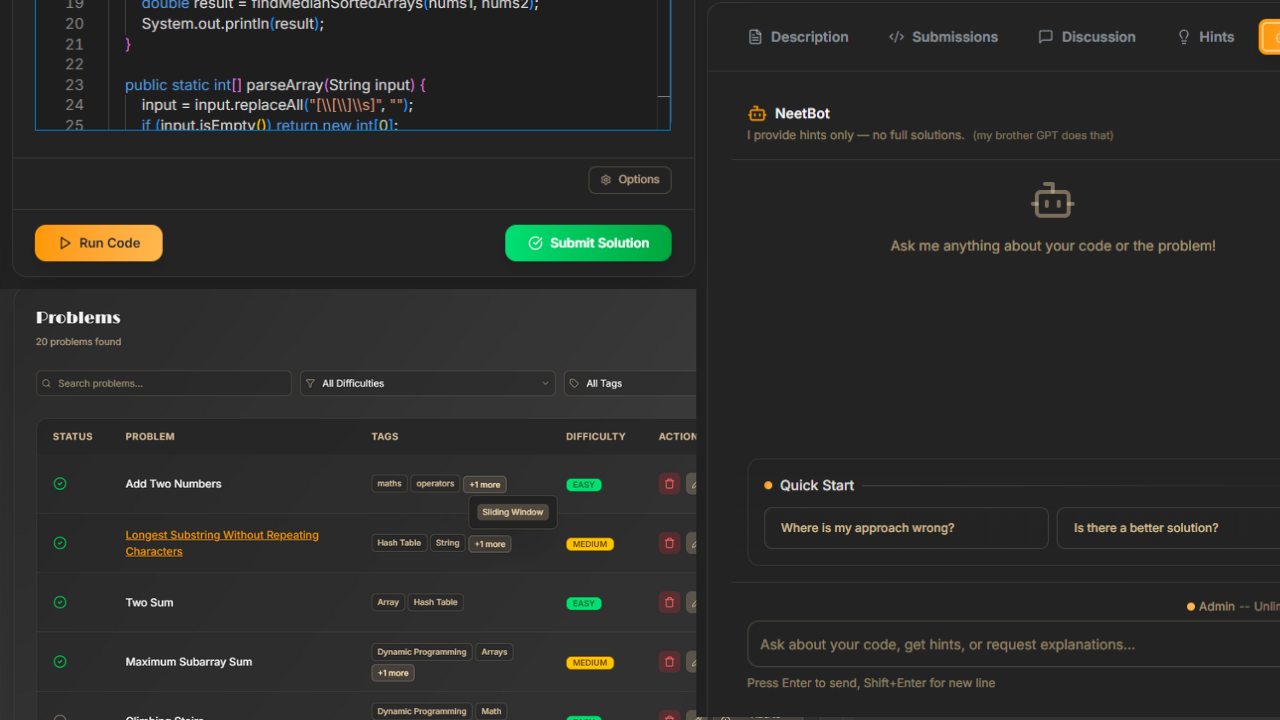 19 double result = findMedianSortedArrays(nums1, nums2);
20 System.out.println(result);
21 }
22
23 public static int[] parseArray(String input) {
24 input = input.replaceAll("[\\[\\]\\s]", "");
25 if (input.isEmpty()) return new int[0];
Options
Run Code
Submit Solution
Problems
20 problems found
Search problems...
All Difficulties
All Tags
STATUS PROBLEM TAGS DIFFICULTY ACTION
Add Two Numbers maths operators +1 more EASY
Sliding Window
Longest Substring Without Repeating
Characters
Hash Table String +1 more MEDIUM
Two Sum Array Hash Table EASY
Maximum Subarray Sum Dynamic Programming Arrays
+1 more
MEDIUM
Climbing Stairs Dynamic Programming Math
Description
Submissions
Discussion
Hints
NeetBot
I provide hints only — no full solutions. (my brother GPT does that)
Ask me anything about your code or the problem!
Quick Start
Where is my approach wrong?
Is there a better solution?
Admin -- Unlim
Ask about your code, get hints, or request explanations...
Press Enter to send, Shift+Enter for new line